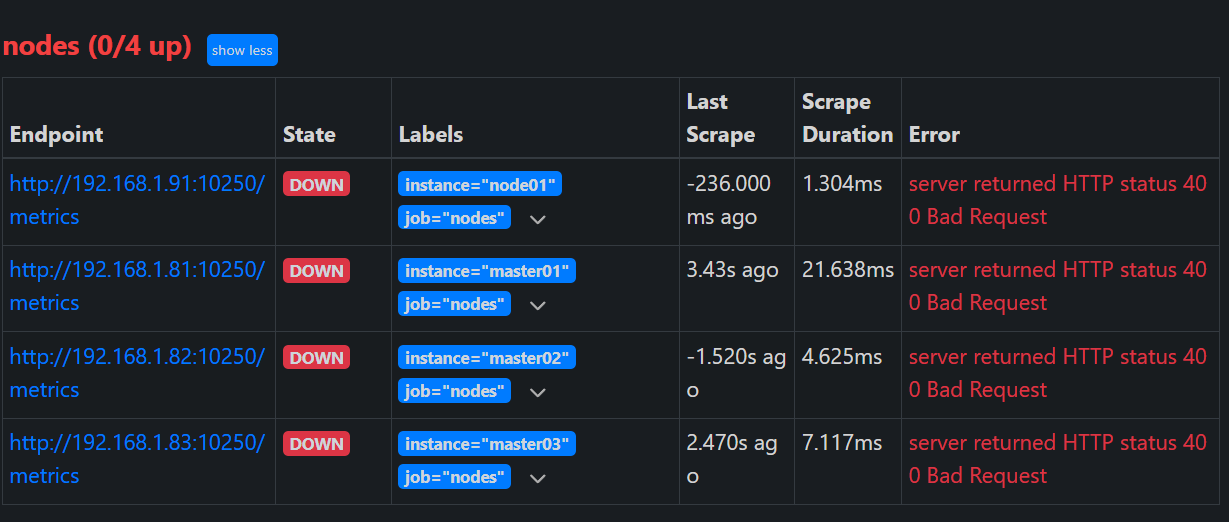 nodes (0/4 up) show less
Endpoint State Labels Last Scrape Scrape Duration Error
http://192.168.1.91:10250/metrics DOWN instance="node01" job="nodes" -236.000ms ago 1.304ms server returned HTTP status 400 Bad Request
http://192.168.1.81:10250/metrics DOWN instance="master01" job="nodes" 3.43s ago 21.638ms server returned HTTP status 400 Bad Request
http://192.168.1.82:10250/metrics DOWN instance="master02" job="nodes" -1.520s ago 4.625ms server returned HTTP status 400 Bad Request
http://192.168.1.83:10250/metrics DOWN instance="master03" job="nodes" 2.470s ago 7.117ms server returned HTTP status 400 Bad Request